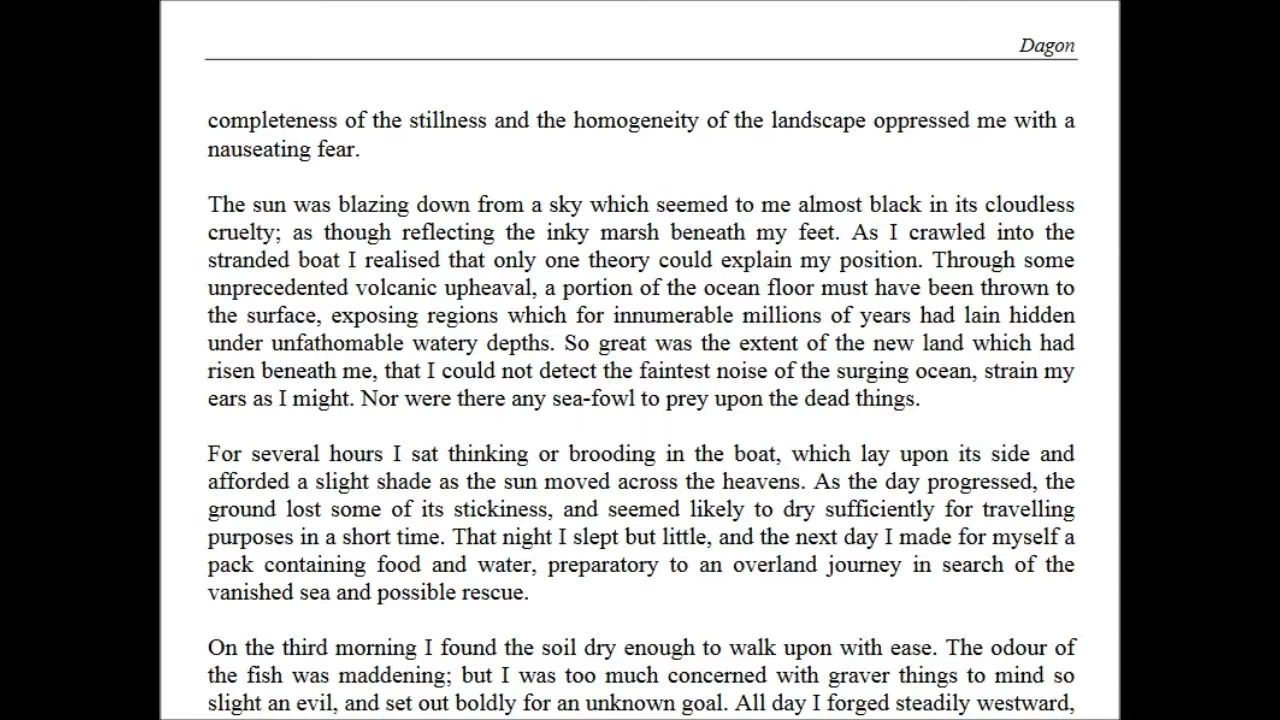 Dagon
completeness of the stillness and the homogeneity of the landscape oppressed me with a
nauseating fear.
The sun was blazing down from a sky which seemed to me almost black in its cloudless
cruelty; as though reflecting the inky marsh beneath my feet. As I crawled into the
stranded boat I realised that only one theory could explain my position. Through some
unprecedented volcanic upheaval, a portion of the ocean floor must have been thrown to
the surface, exposing regions which for innumerable millions of years had lain hidden
under unfathomable watery depths. So great was the extent of the new land which had
risen beneath me, that I could not detect the faintest noise of the surging ocean, strain my
ears as I might. Nor were there any sea-fowl to prey upon the dead things.
For several hours I sat thinking or brooding in the boat, which lay upon its side and
afforded a slight shade as the sun moved across the heavens. As the day progressed, the
ground lost some of its stickiness, and seemed likely to dry sufficiently for travelling
purposes in a short time. That night I slept but little, and the next day I made for myself a
pack containing food and water, preparatory to an overland journey in search of the
vanished sea and possible rescue.
On the third morning I found the soil dry enough to walk upon with ease. The odour of
the fish was maddening; but I was too much concerned with graver things to mind so
slight an evil, and set out boldly for an unknown goal. All day I forged steadily westward,